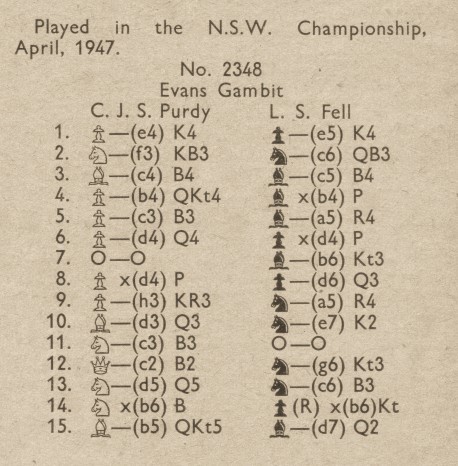 Played in the N.S.W. Championship,
April, 1947.
No. 2348
Evans Gambit
C. J. S. Purdy L. S. Fell
1. ♙—(e4) K4 ♟—(e5) K4
2. ♘—(f3) KB3 ♞—(c6) QB3
3. ♗—(c4) B4 ♝—(c5) B4
4. ♙—(b4) QKt4 ♝ x(b4) P
5. ♙—(c3) B3 ♝—(a5) R4
6. ♙—(d4) Q4 ♟ x(d4) P
7. O—O ♝—(b6) Kt3
8. ♙ x(d4) P ♟—(d6) Q3
9. ♙—(h3) KR3 ♞—(a5) R4
10. ♗—(d3) Q3 ♞—(e7) K2
11. ♘—(c3) B3 O—O
12. ♕—(c2) B2 ♞—(g6) Kt3
13. ♘—(d5) Q5 ♞—(c6) B3
14. ♘ x(b6) B ♟(R) x(b6)Kt
15. ♗—(b5) QKt5 ♝—(d7) Q2